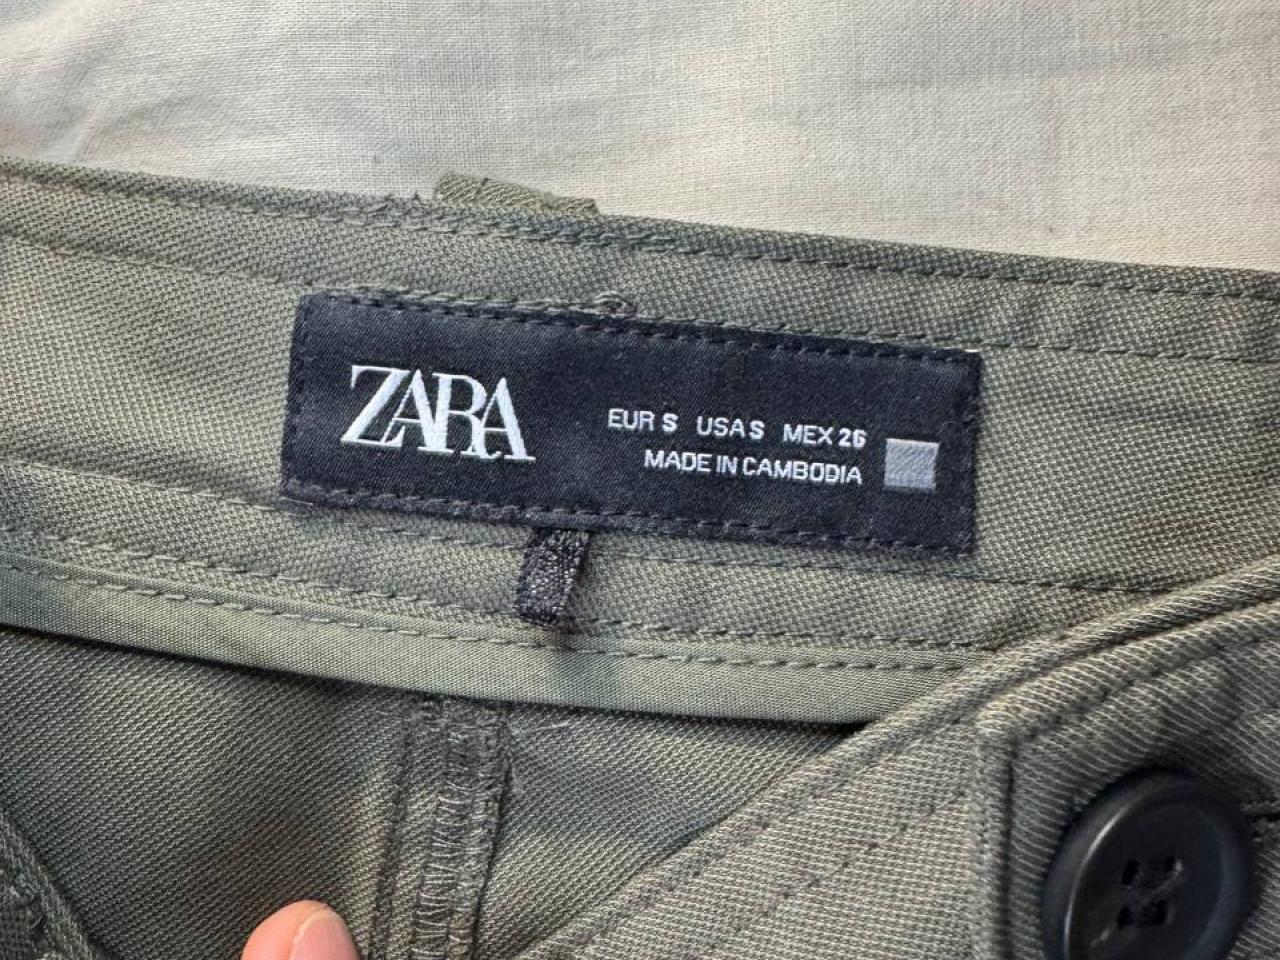 ZARA
EUR S USA S MEX 26
MADE IN CAMBODIA